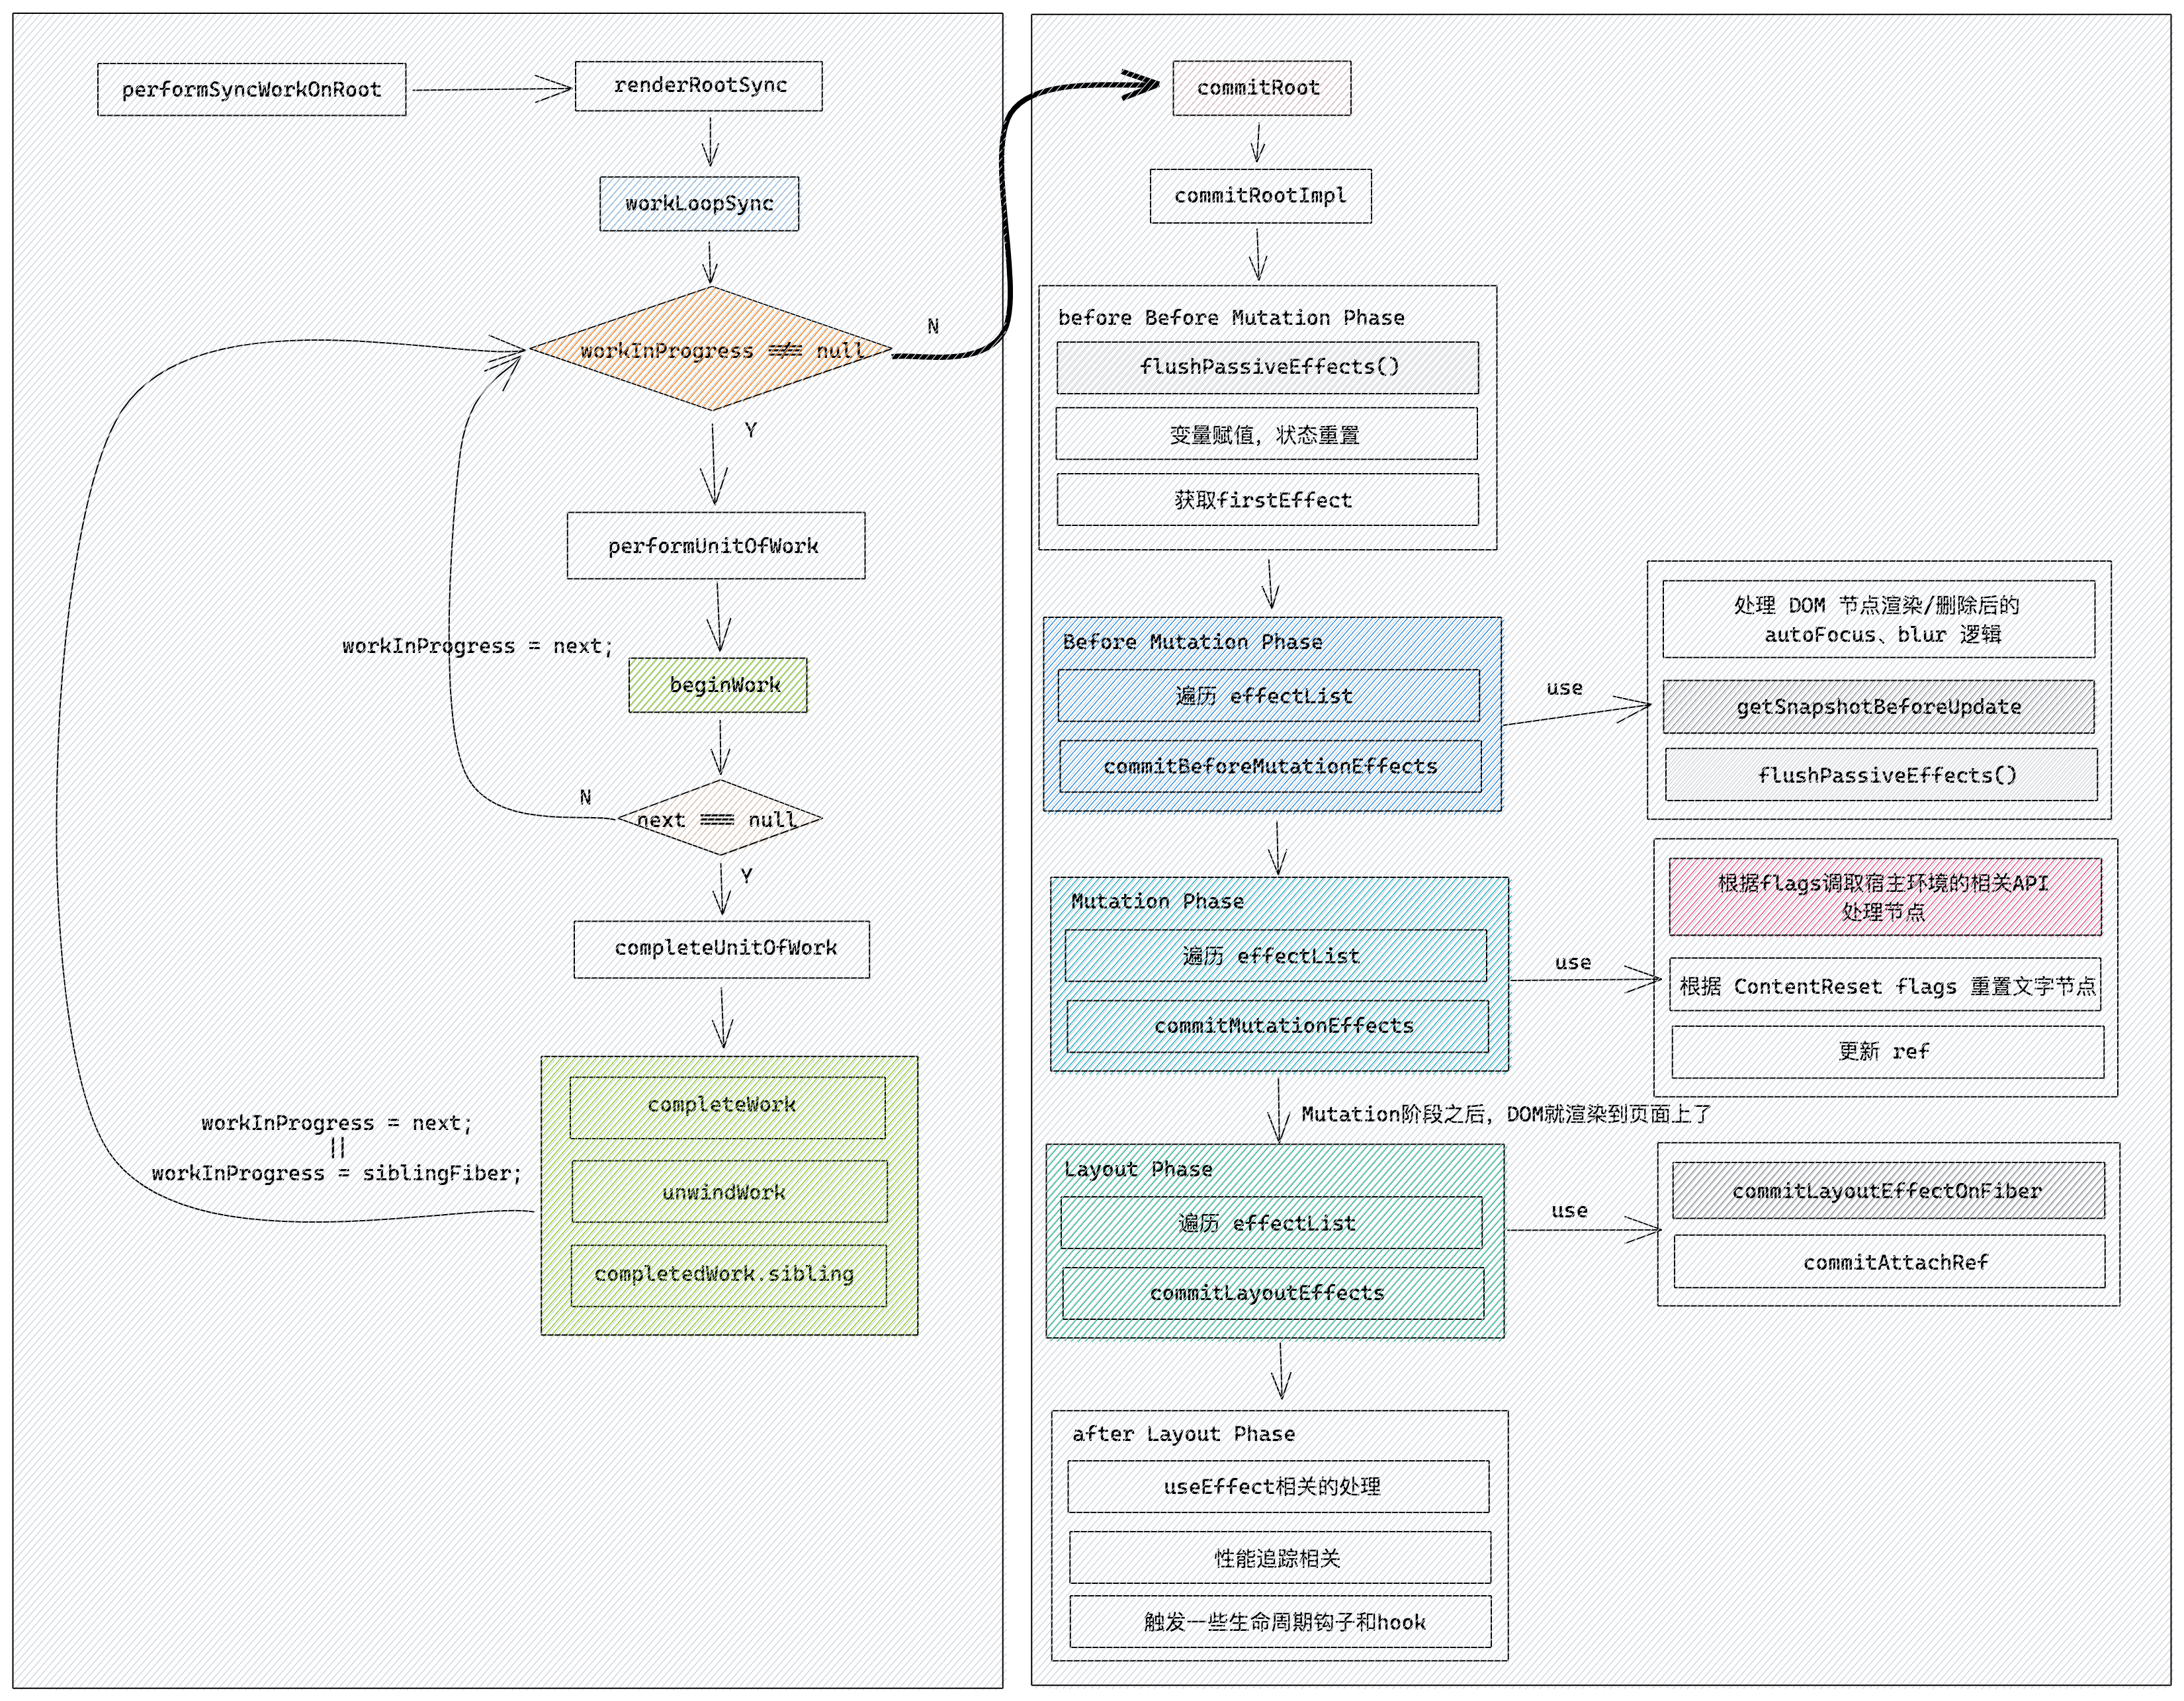 performSyncWorkOnRoot
renderRootSync
workLoopSync
workInProgress !== null
N
Y
performUnitOfWork
workInProgress = next;
beginWork
N
next === null
Y
completeUnitOfWork
completeWork
workInProgress = next;
||
workInProgress = siblingFiber;
unwindWork
completedWork.sibling
commitRoot
commitRootImpl
before Before Mutation Phase
flushPassiveEffects()
变量赋值，状态重置
获取firstEffect
Before Mutation Phase
遍历 effectList
commitBeforeMutationEffects
use
处理 DOM 节点渲染/删除后的
autoFocus、blur 逻辑
getSnapshotBeforeUpdate
flushPassiveEffects()
Mutation Phase
遍历 effectList
commitMutationEffects
use
根据flags调取宿主环境的相关API
处理节点
根据 ContentReset flags 重置文字节点
更新 ref
Mutation阶段之后，DOM就渲染到页面上了
Layout Phase
遍历 effectList
commitLayoutEffects
use
commitLayoutEffectOnFiber
commitAttachRef
after Layout Phase
useEffect相关的处理
性能追踪相关
触发一些生命周期钩子和hook